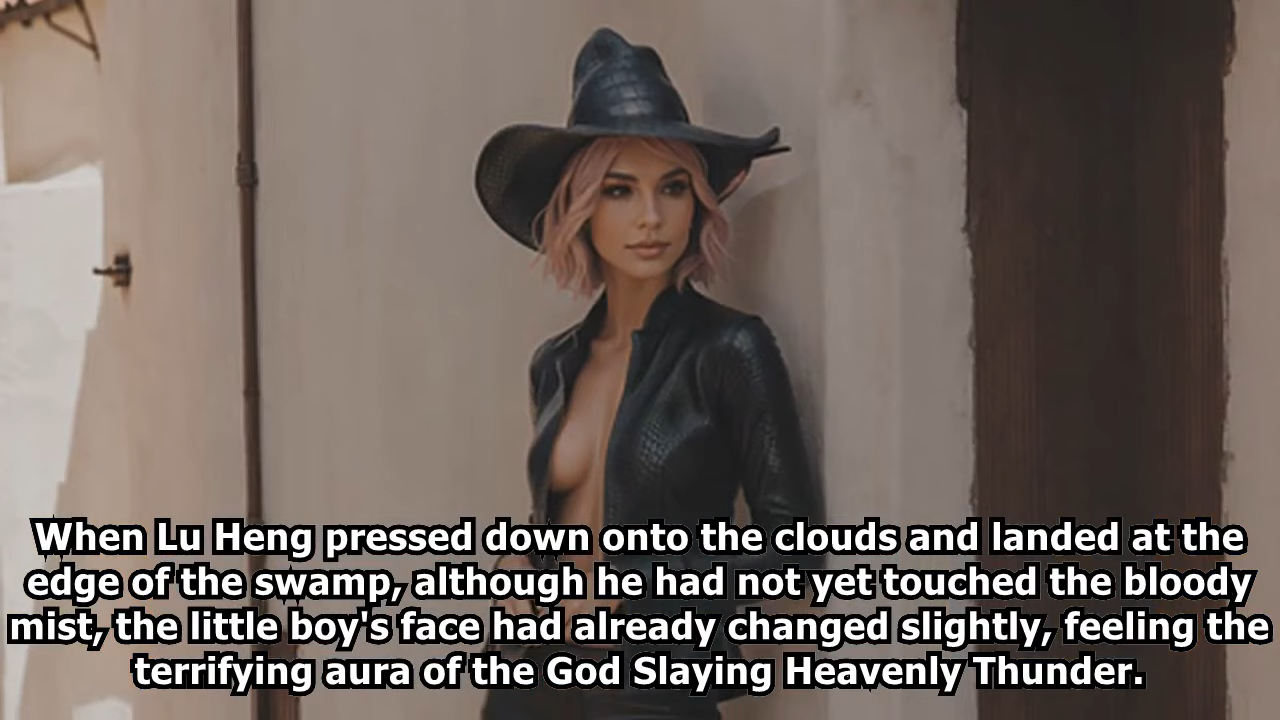 When Lu Heng pressed down onto the clouds and landed at the
edge of the swamp, although he had not yet touched the bloody
mist, the little boy's face had already changed slightly, feeling the
terrifying aura of the God Slaying Heavenly Thunder.